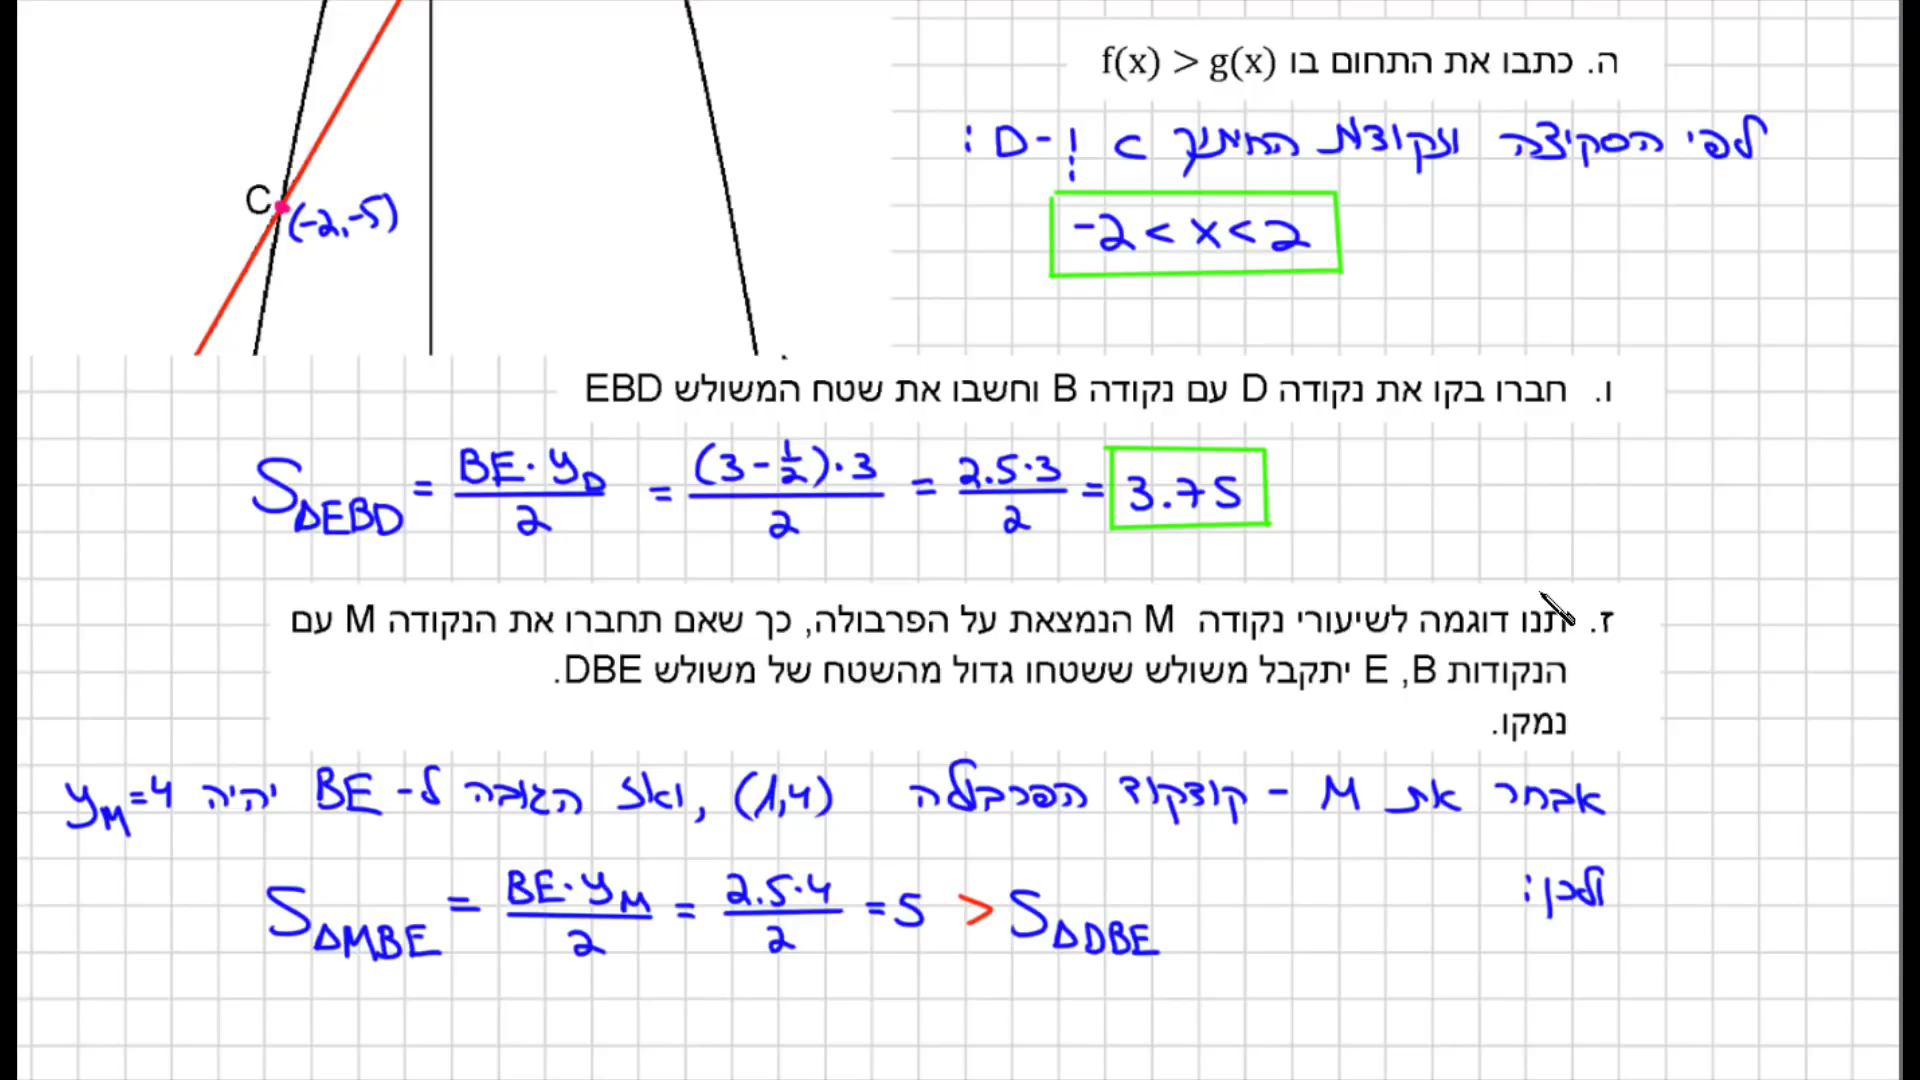 ה. כתבו את התחום בו f(x) > g(x)
לפי הסקיצה ונקודות החיתוך C ו-D:
-2 < x < 2
C
(-2,-5)
ו. חברו בקו את נקודה D עם נקודה B וחשבו את שטח המשולש EBD
S△EBD = BE·yD/2 = (3-1/2)·3/2 = 2.5·3/2 = 3.75
ז. תנו דוגמה לשיעורי נקודה M הנמצאת על הפרבולה, כך שאם תחברו את הנקודה M עם
הנקודות E ,B יתקבל משולש ששטחו גדול מהשטח של משולש DBE.
נמקו.
אבחר את M - קודקוד הפרבולה (1,4), ואז הגובה ל-BE יהיה yM=4
ולכן:
S△MBE = BE·yM/2 = 2.5·4/2 = 5 > S△DBE